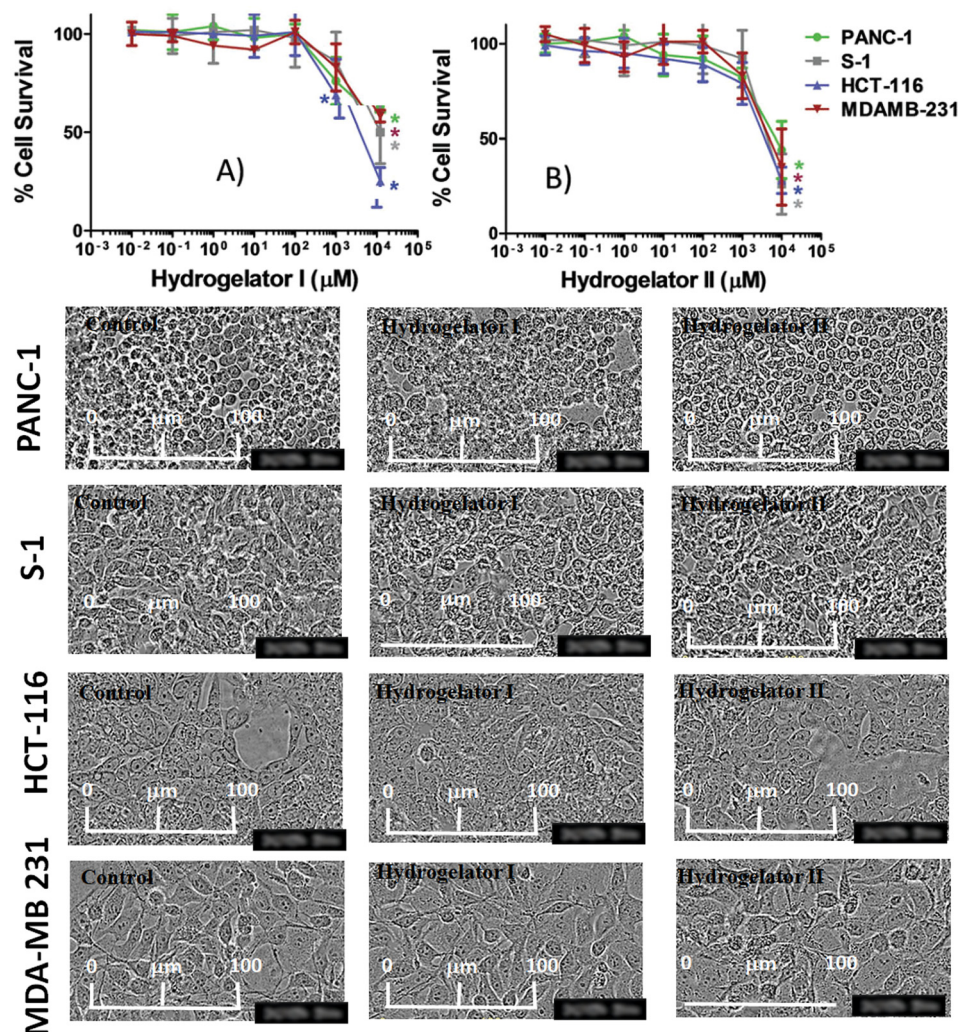 % Cell Survival
100
50
0
A)
*
*
*
*
*
10-3 10-2 10-1 100 101 102 103 104 105
Hydrogelator I (μM)
% Cell Survival
100
50
0
B)
*
*
*
*
10-3 10-2 10-1 100 101 102 103 104 105
Hydrogelator II (μM)
PANC-1
S-1
HCT-116
MDAMB-231
PANC-1
Control
0 μm 100
Hydrogelator I
0 μm 100
Hydrogelator II
0 μm 100
S-1
Control
0 μm 100
Hydrogelator I
0 μm 100
Hydrogelator II
0 μm 100
HCT-116
Control
0 μm 100
Hydrogelator I
0 μm 100
Hydrogelator II
0 μm 100
MDA-MB 231
Control
0 μm 100
Hydrogelator I
0 μm 100
Hydrogelator II
0 μm 100